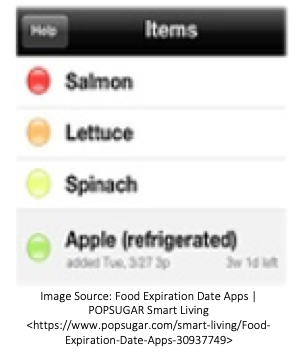 Help
Items
Salmon
Lettuce
Spinach
Apple (refrigerated)
added Tue, 3/27 3p 3w 1d left
Image Source: Food Expiration Date Apps |
POPSUGAR Smart Living
<https://www.popsugar.com/smart-living/Food-
Expiration-Date-Apps-30937749>